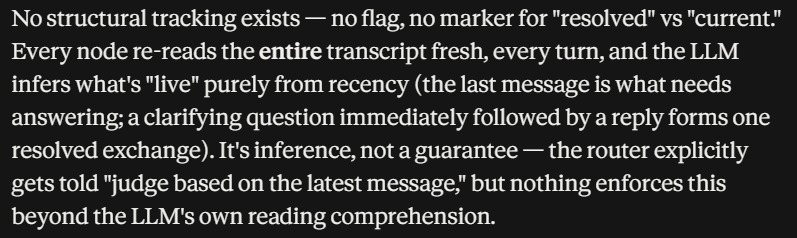 No structural tracking exists — no flag, no marker for "resolved" vs "current."
Every node re-reads the entire transcript fresh, every turn, and the LLM
infers what's "live" purely from recency (the last message is what needs
answering; a clarifying question immediately followed by a reply forms one
resolved exchange). It's inference, not a guarantee — the router explicitly
gets told "judge based on the latest message," but nothing enforces this
beyond the LLM's own reading comprehension.